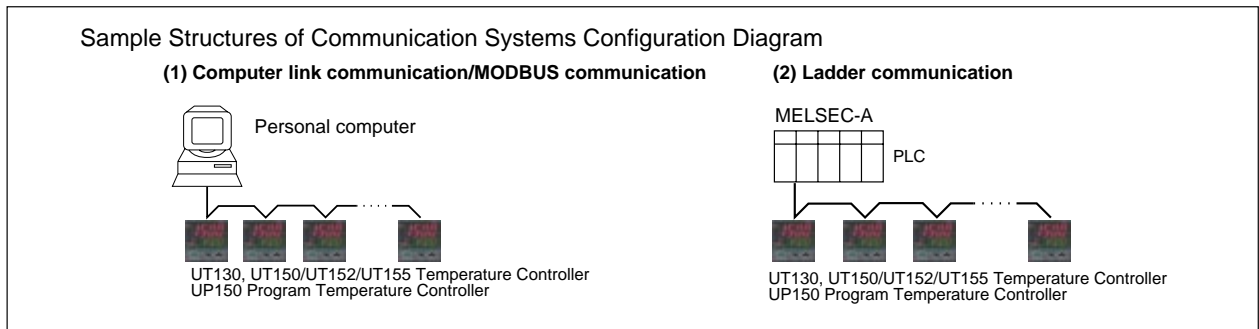 Sample Structures of Communication Systems Configuration Diagram
(1) Computer link communication/MODBUS communication
Personal computer
UT130, UT150/UT152/UT155 Temperature Controller
UP150 Program Temperature Controller
(2) Ladder communication
MELSEC-A
PLC
UT130, UT150/UT152/UT155 Temperature Controller
UP150 Program Temperature Controller